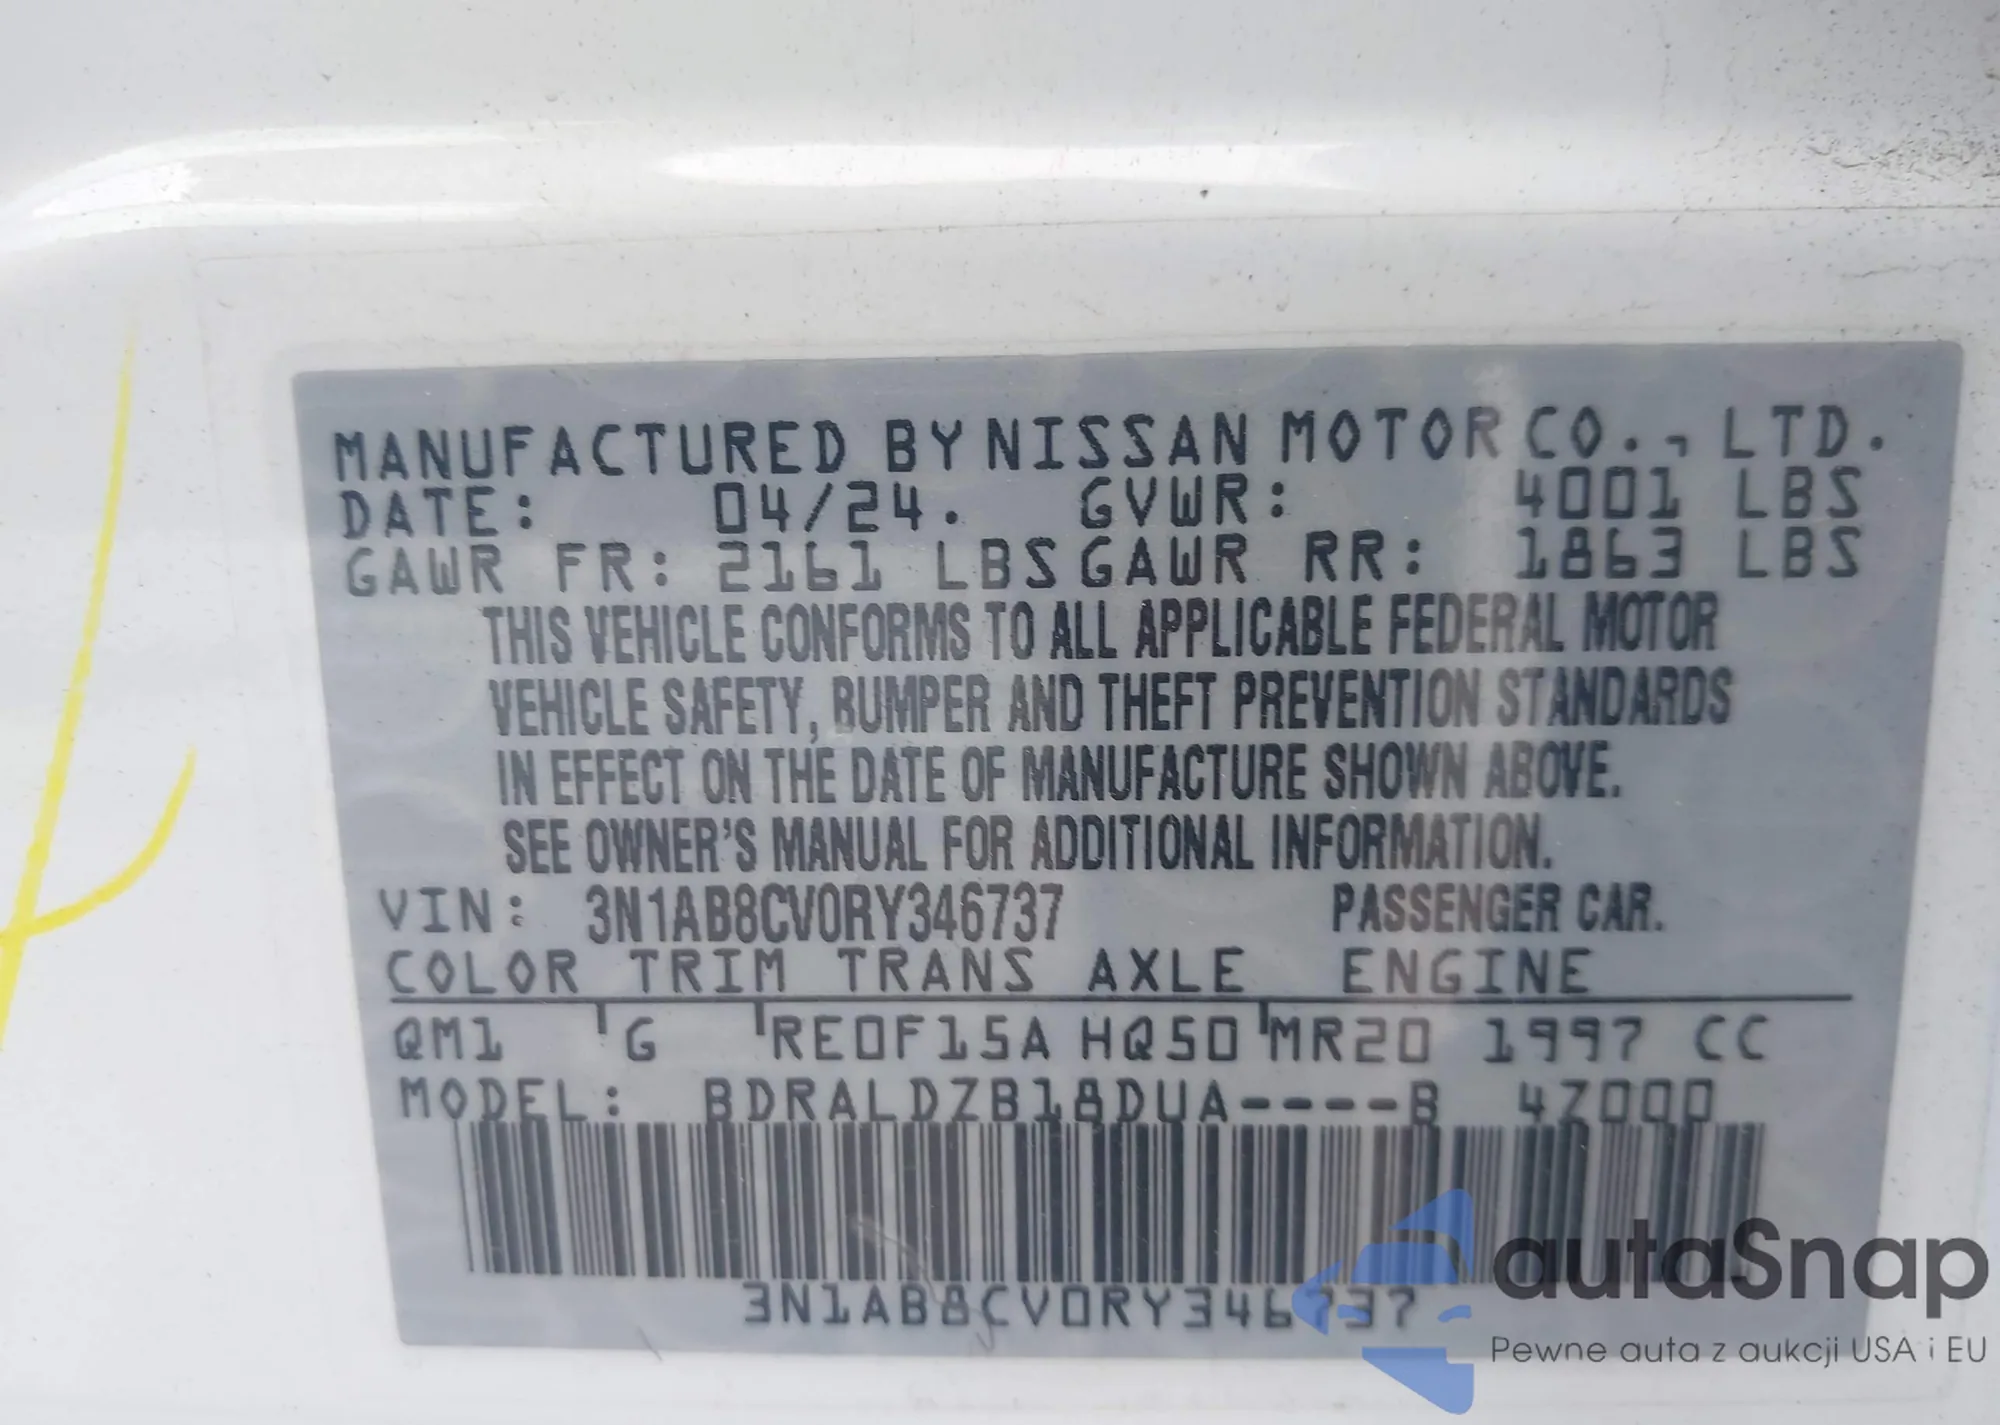 MANUFACTURED BY NISSAN MOTOR CO., LTD.
DATE: 04/24. GVWR: 4001 LBS
GAWR FR: 2161 LBS GAWR RR: 1863 LBS
THIS VEHICLE CONFORMS TO ALL APPLICABLE FEDERAL MOTOR
VEHICLE SAFETY, BUMPER AND THEFT PREVENTION STANDARDS
IN EFFECT ON THE DATE OF MANUFACTURE SHOWN ABOVE.
SEE OWNER'S MANUAL FOR ADDITIONAL INFORMATION.
VIN: 3N1AB8CV0RY346737 PASSENGER CAR.
COLOR TRIM TRANS AXLE ENGINE
QM1 G RE0F15A HQ50 MR20 1997 CC
MODEL: BDRALDZB18DUA----B 4Z000
3N1AB8CV0RY346737
autaSnap
Pewne auta z aukcji USA i EU